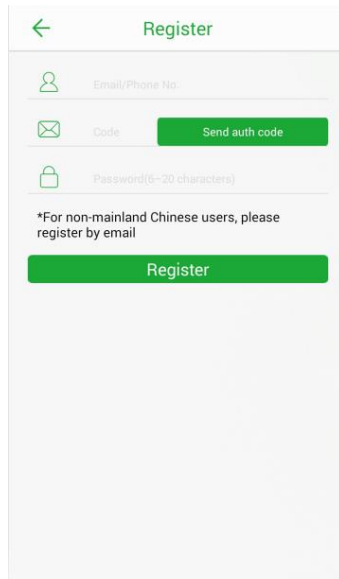 Register
Email/Phone No.
Code
Send auth code
Password(6–20 characters)
*For non-mainland Chinese users, please
register by email
Register